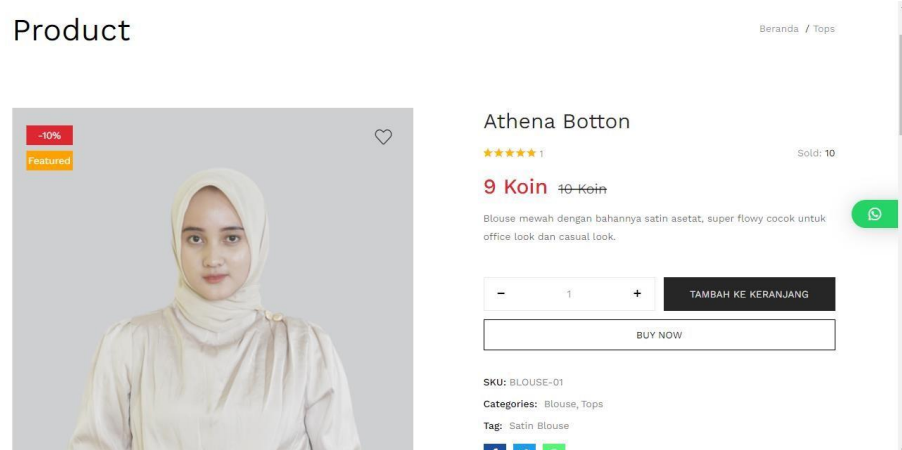 Product
Beranda / Tops
-10%
Featured
Athena Botton
1
Sold: 10
9 Koin 10 Koin
Blouse mewah dengan bahannya satin asetat, super flowy cocok untuk
office look dan casual look.
- 1 + TAMBAH KE KERANJANG
BUY NOW
SKU: BLOUSE-01
Categories: Blouse, Tops
Tag: Satin Blouse